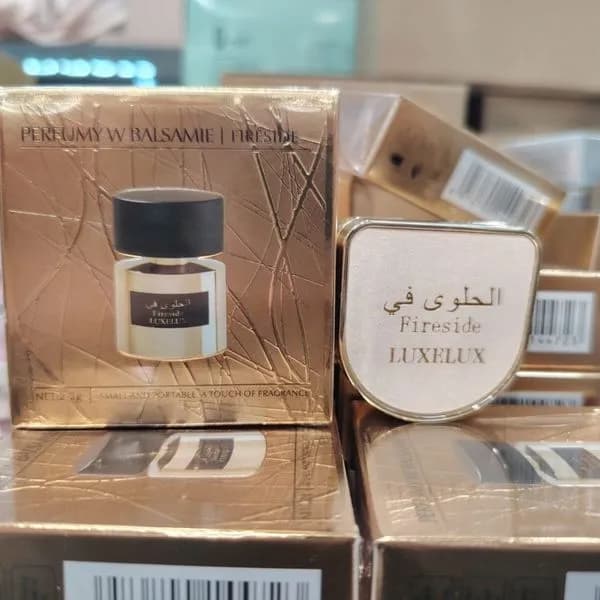 PERFUMY W BALSAMIE | FIRESIDE
الحلوى في
Fireside
LUXELUX
SMALL AND PORTABLE, A TOUCH OF FRAGRANCE
الحلوى في
Fireside
LUXELUX